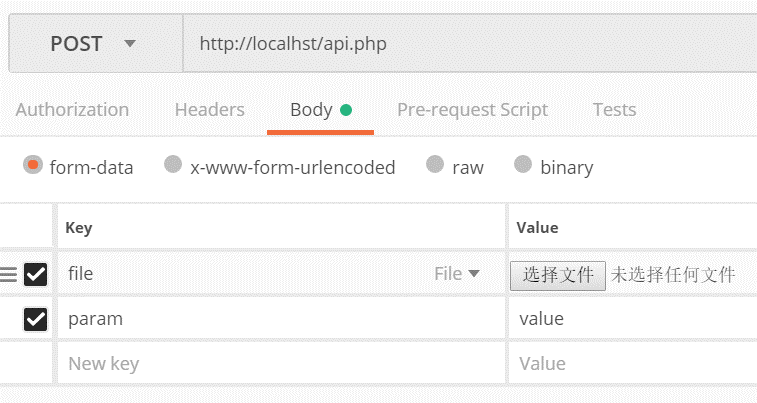 POST http://localhst/api.php
Authorization Headers Body Pre-request Script Tests
form-data x-www-form-urlencoded raw binary
Key Value
file File 选择文件 未选择任何文件
param value
New key Value